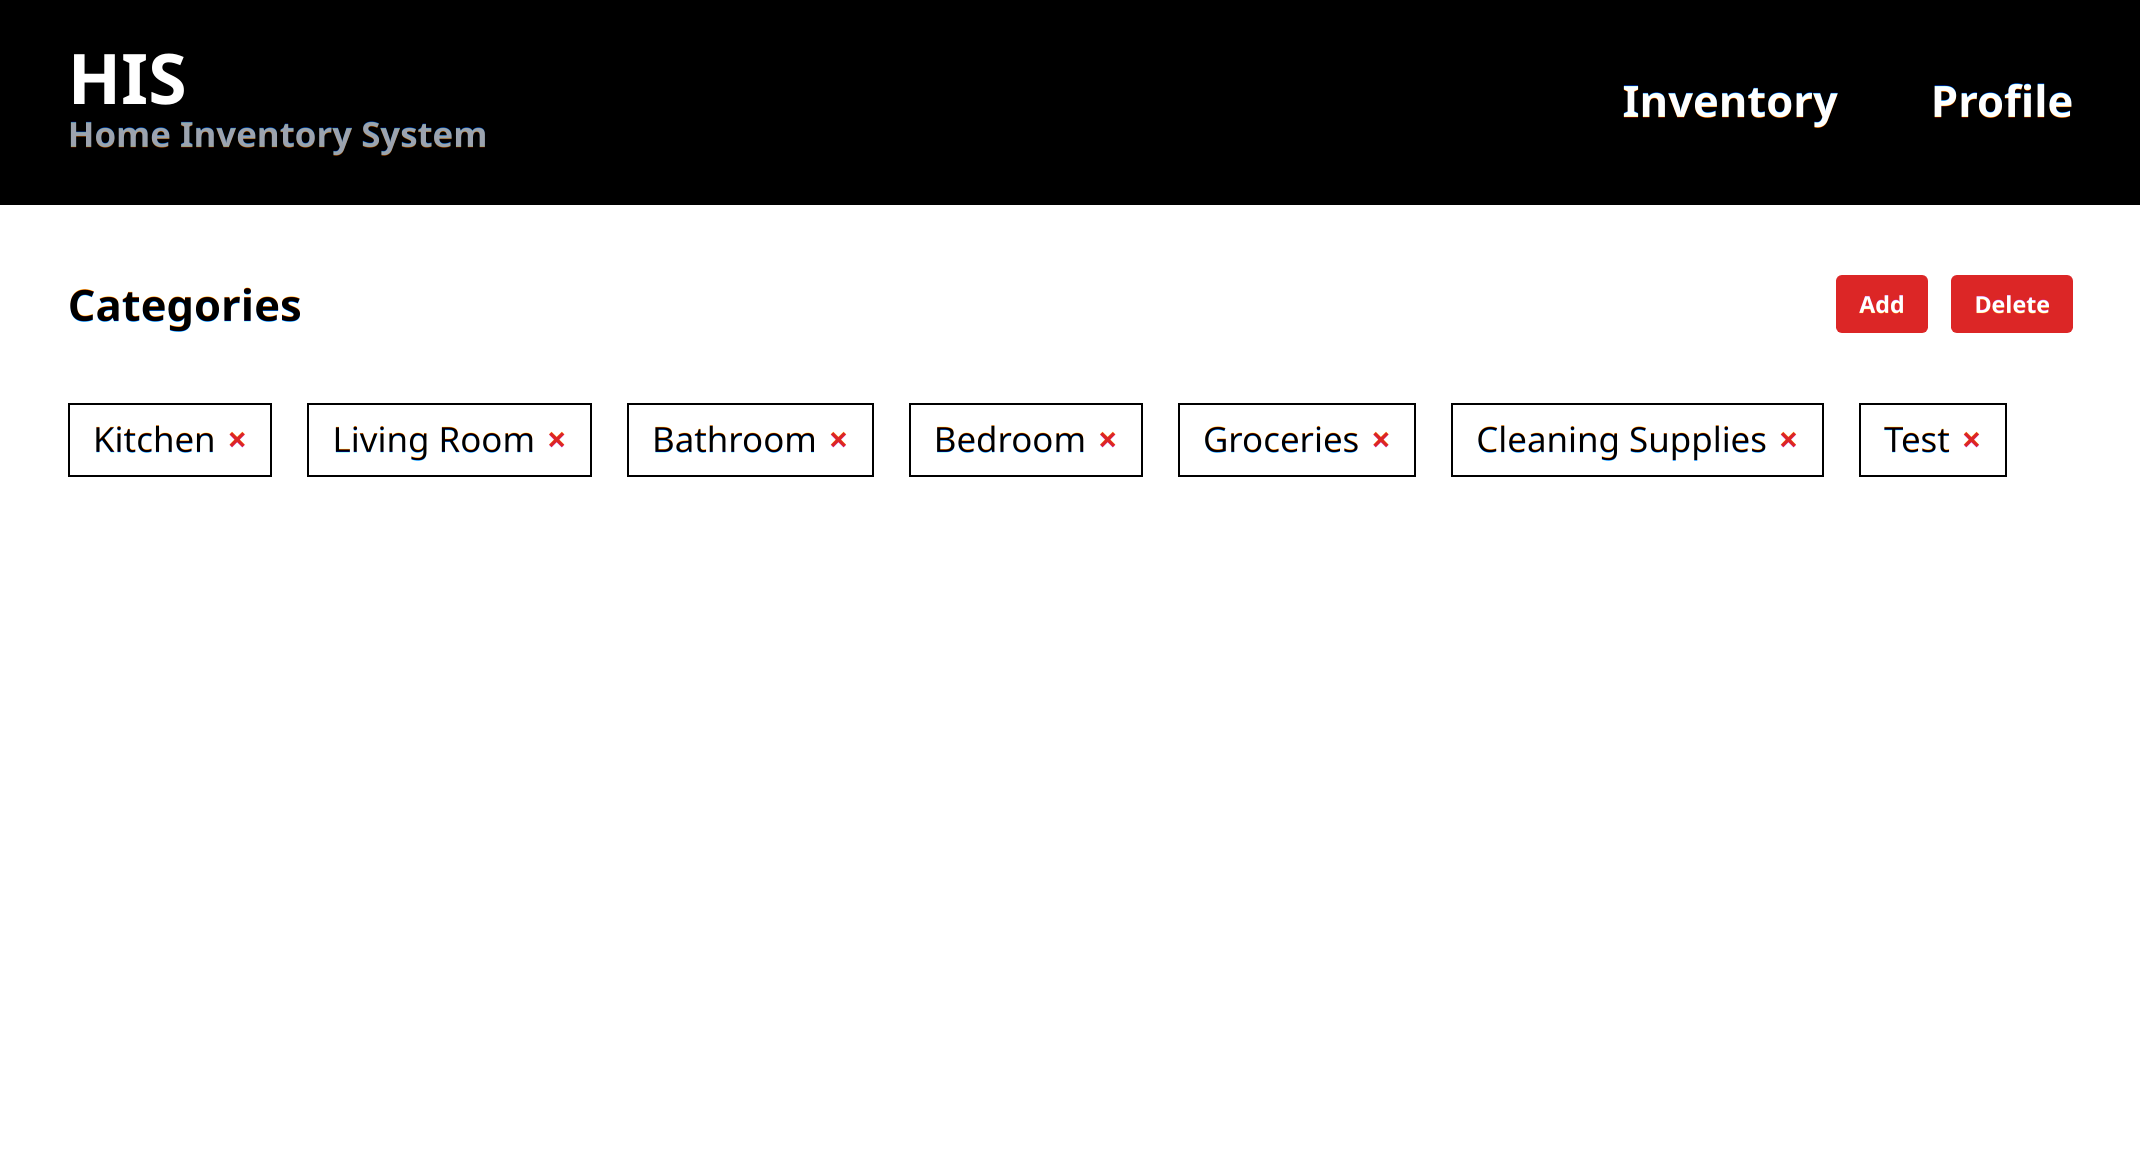 HIS
Home Inventory System
Inventory Profile
Categories
Add Delete
Kitchen × Living Room × Bathroom × Bedroom × Groceries × Cleaning Supplies × Test ×